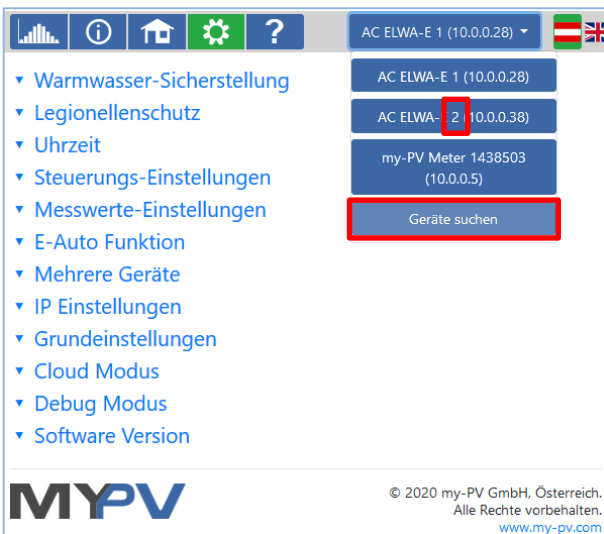 ?
AC ELWA-E 1 (10.0.0.28)
AC ELWA-E 1 (10.0.0.28)
AC ELWA- 2 (10.0.0.38)
my-PV Meter 1438503
(10.0.0.5)
Geräte suchen
Warmwasser-Sicherstellung
Legionellenschutz
Uhrzeit
Steuerungs-Einstellungen
Messwerte-Einstellungen
E-Auto Funktion
Mehrere Geräte
IP Einstellungen
Grundeinstellungen
Cloud Modus
Debug Modus
Software Version
MYPV
© 2020 my-PV GmbH, Österreich.
Alle Rechte vorbehalten.
www.my-pv.com